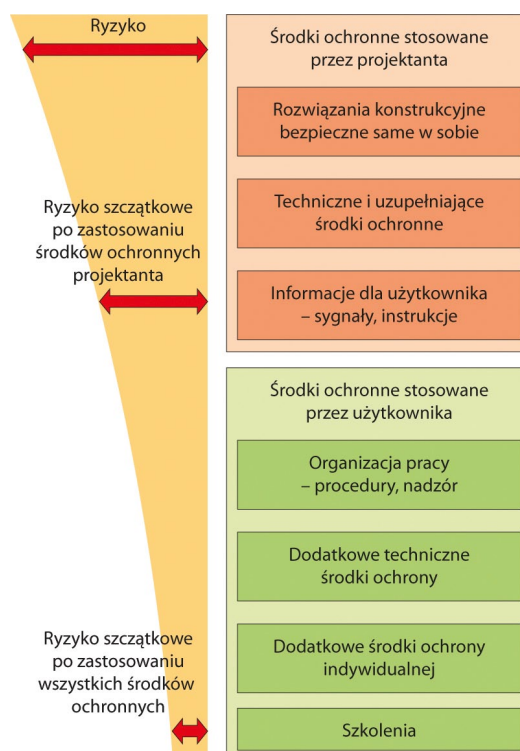 Ryzyko
Ryzyko szczątkowe
po zastosowaniu
środków ochronnych
projektanta
Ryzyko szczątkowe
po zastosowaniu
wszystkich środków
ochronnych
Środki ochronne stosowane
przez projektanta
Rozwiązania konstrukcyjne
bezpieczne same w sobie
Techniczne i uzupełniające
środki ochronne
Informacje dla użytkownika
– sygnały, instrukcje
Środki ochronne stosowane
przez użytkownika
Organizacja pracy
– procedury, nadzór
Dodatkowe techniczne
środki ochrony
Dodatkowe środki ochrony
indywidualnej
Szkolenia